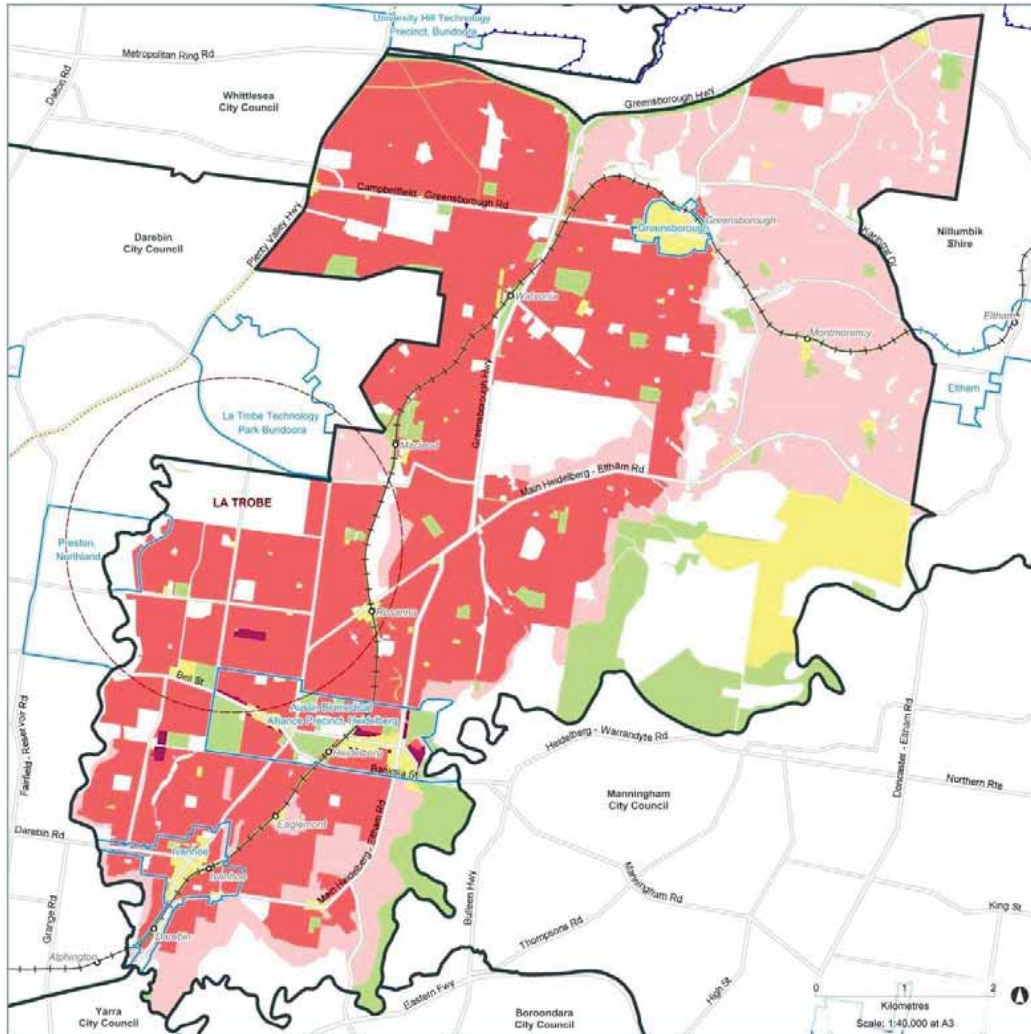 University Hill Technology
Precinct, Bundoora
Metropolitan Ring Rd
Dalton Rd
Whittlesea
City Council
Greensborough Hwy
Campbellfield - Greensborough Rd
Plenty Valley Hwy
Darebin
City Council
Greensborough
Greensborough
Karingal Dr
Nillumbik
Shire
Watsonia
Montmorency
Eltham
Eltham
Greensborough Hwy
La Trobe Technology
Park Bundoora
Macleod
Main Heidelberg - Eltham Rd
LA TROBE
Preston,
Northland
Rosanna
Bell St
Austin Biomedical
Alliance Precinct, Heidelberg
Heidelberg
Banksia St
Heidelberg - Warrandyte Rd
Fairfield - Reservoir Rd
Doncaster - Eltham Rd
Northern Rte
Manningham
City Council
Eaglemont
Darebin Rd
Ivanhoe
Ivanhoe
Main Heidelberg - Eltham Rd
Bulleen Hwy
Manningham Rd
King St
Grange Rd
Darebin
Thompsons Rd
Alphington
High St
Eastern Fwy
Yarra
City Council
Boroondara
City Council
0 1 2
Kilometres
Scale: 1:40,000 at A3